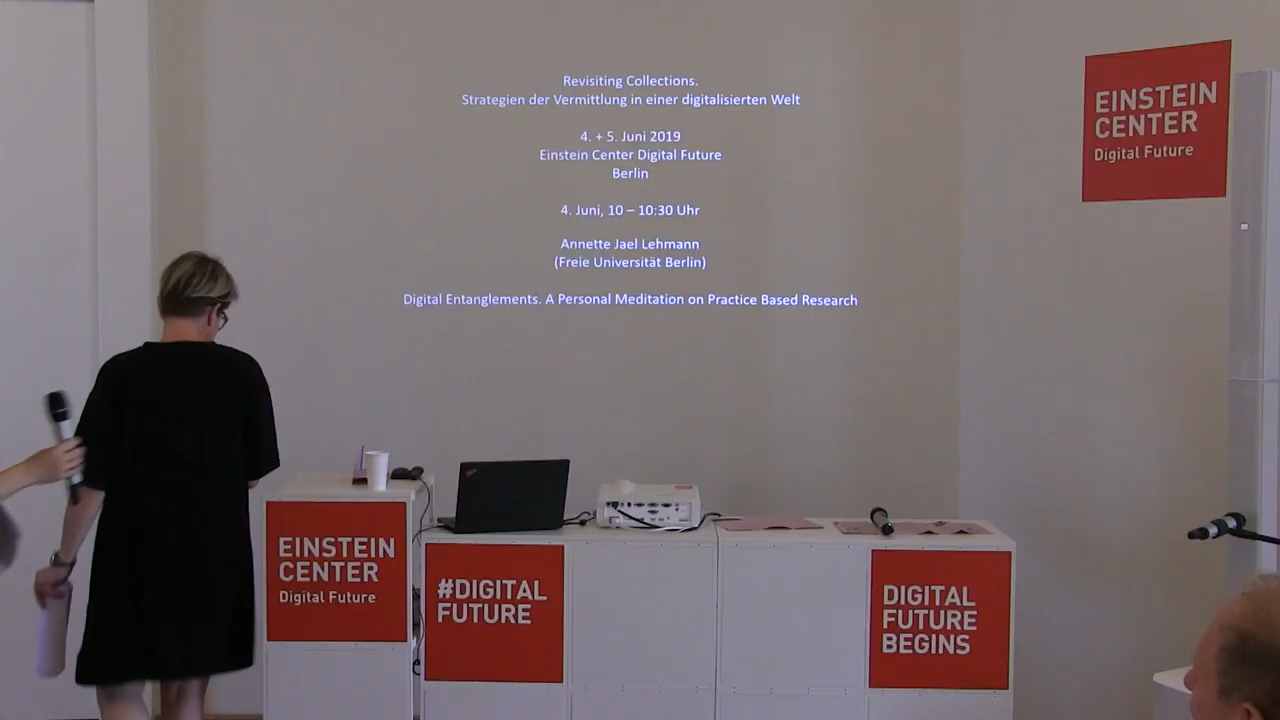 Revisiting Collections.
Strategien der Vermittlung in einer digitalisierten Welt
4. + 5. Juni 2019
Einstein Center Digital Future
Berlin
4. Juni, 10 – 10:30 Uhr
Annette Jael Lehmann
(Freie Universität Berlin)
Digital Entanglements. A Personal Meditation on Practice Based Research
EINSTEIN
CENTER
Digital Future
EINSTEIN
CENTER
Digital Future
#DIGITAL
FUTURE
DIGITAL
FUTURE
BEGINS